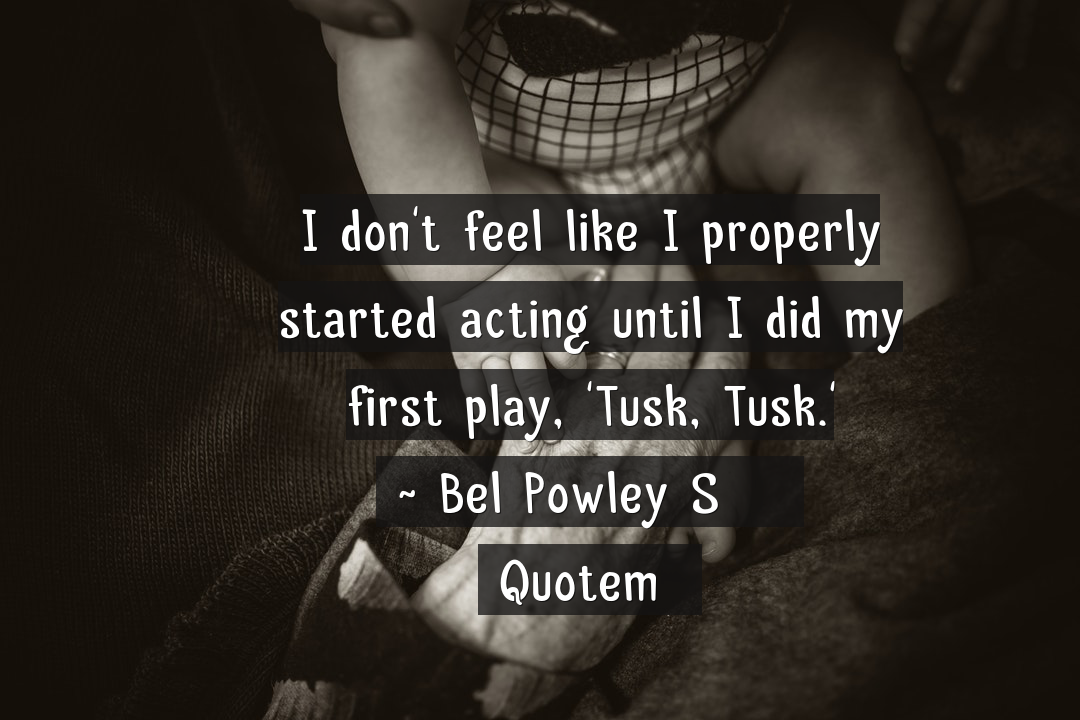 I don't feel like I properly
started acting until I did my
first play, 'Tusk, Tusk.'
~ Bel Powley S
Quotem